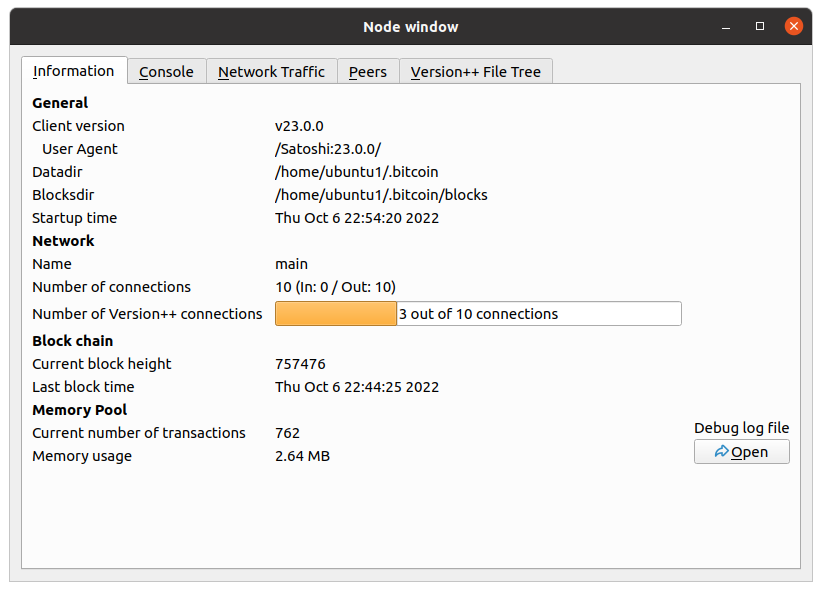 Node window
Information Console Network Traffic Peers Version++ File Tree
General
Client version v23.0.0
User Agent /Satoshi:23.0.0/
Datadir /home/ubuntu1/.bitcoin
Blocksdir /home/ubuntu1/.bitcoin/blocks
Startup time Thu Oct 6 22:54:20 2022
Network
Name main
Number of connections 10 (In: 0 / Out: 10)
Number of Version++ connections 3 out of 10 connections
Block chain
Current block height 757476
Last block time Thu Oct 6 22:44:25 2022
Memory Pool
Current number of transactions 762
Memory usage 2.64 MB
Debug log file
Open